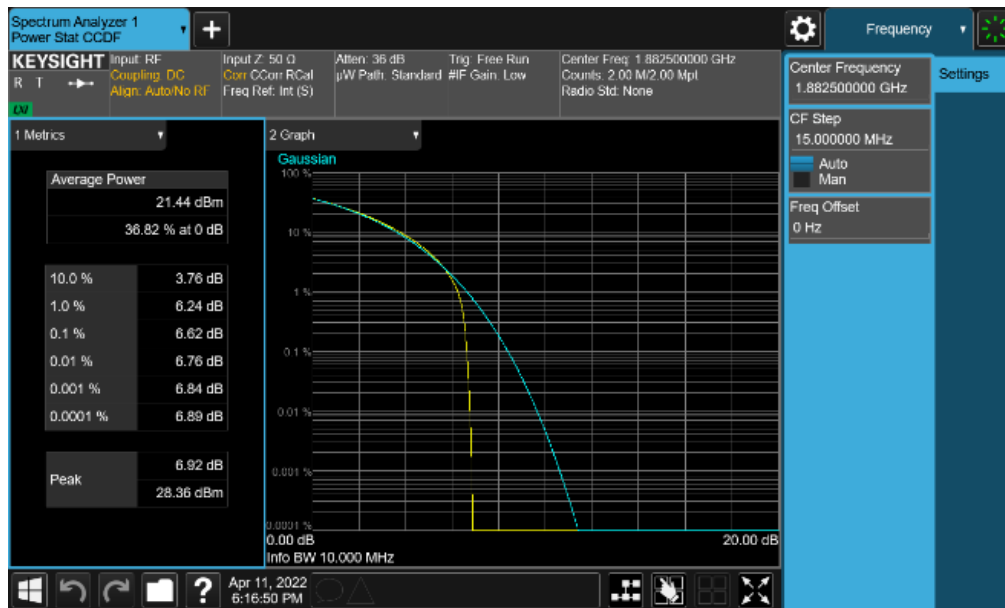 Spectrum Analyzer 1
Power Stat CCDF
Frequency
KEYSIGHT
R T
LXI
Input: RF
Coupling: DC
Align: Auto/No RF
Input Z: 50 Ω
Corr CCorr RCal
Freq Ref: Int (S)
Atten: 36 dB
µW Path: Standard
Trig: Free Run
#IF Gain: Low
Center Freq: 1.882500000 GHz
Counts: 2.00 M/2.00 Mpt
Radio Std: None
Center Frequency
1.882500000 GHz
Settings
CF Step
15.000000 MHz
Auto
Man
Freq Offset
0 Hz
1 Metrics
Average Power
21.44 dBm
36.82 % at 0 dB
10.0 % 3.76 dB
1.0 % 6.24 dB
0.1 % 6.62 dB
0.01 % 6.76 dB
0.001 % 6.84 dB
0.0001 % 6.89 dB
Peak
6.92 dB
28.36 dBm
2 Graph
Gaussian
100 %
10 %
1 %
0.1 %
0.01 %
0.001 %
0.0001 %
0.00 dB
20.00 dB
Info BW 10.000 MHz
?
Apr 11, 2022
6:16:50 PM